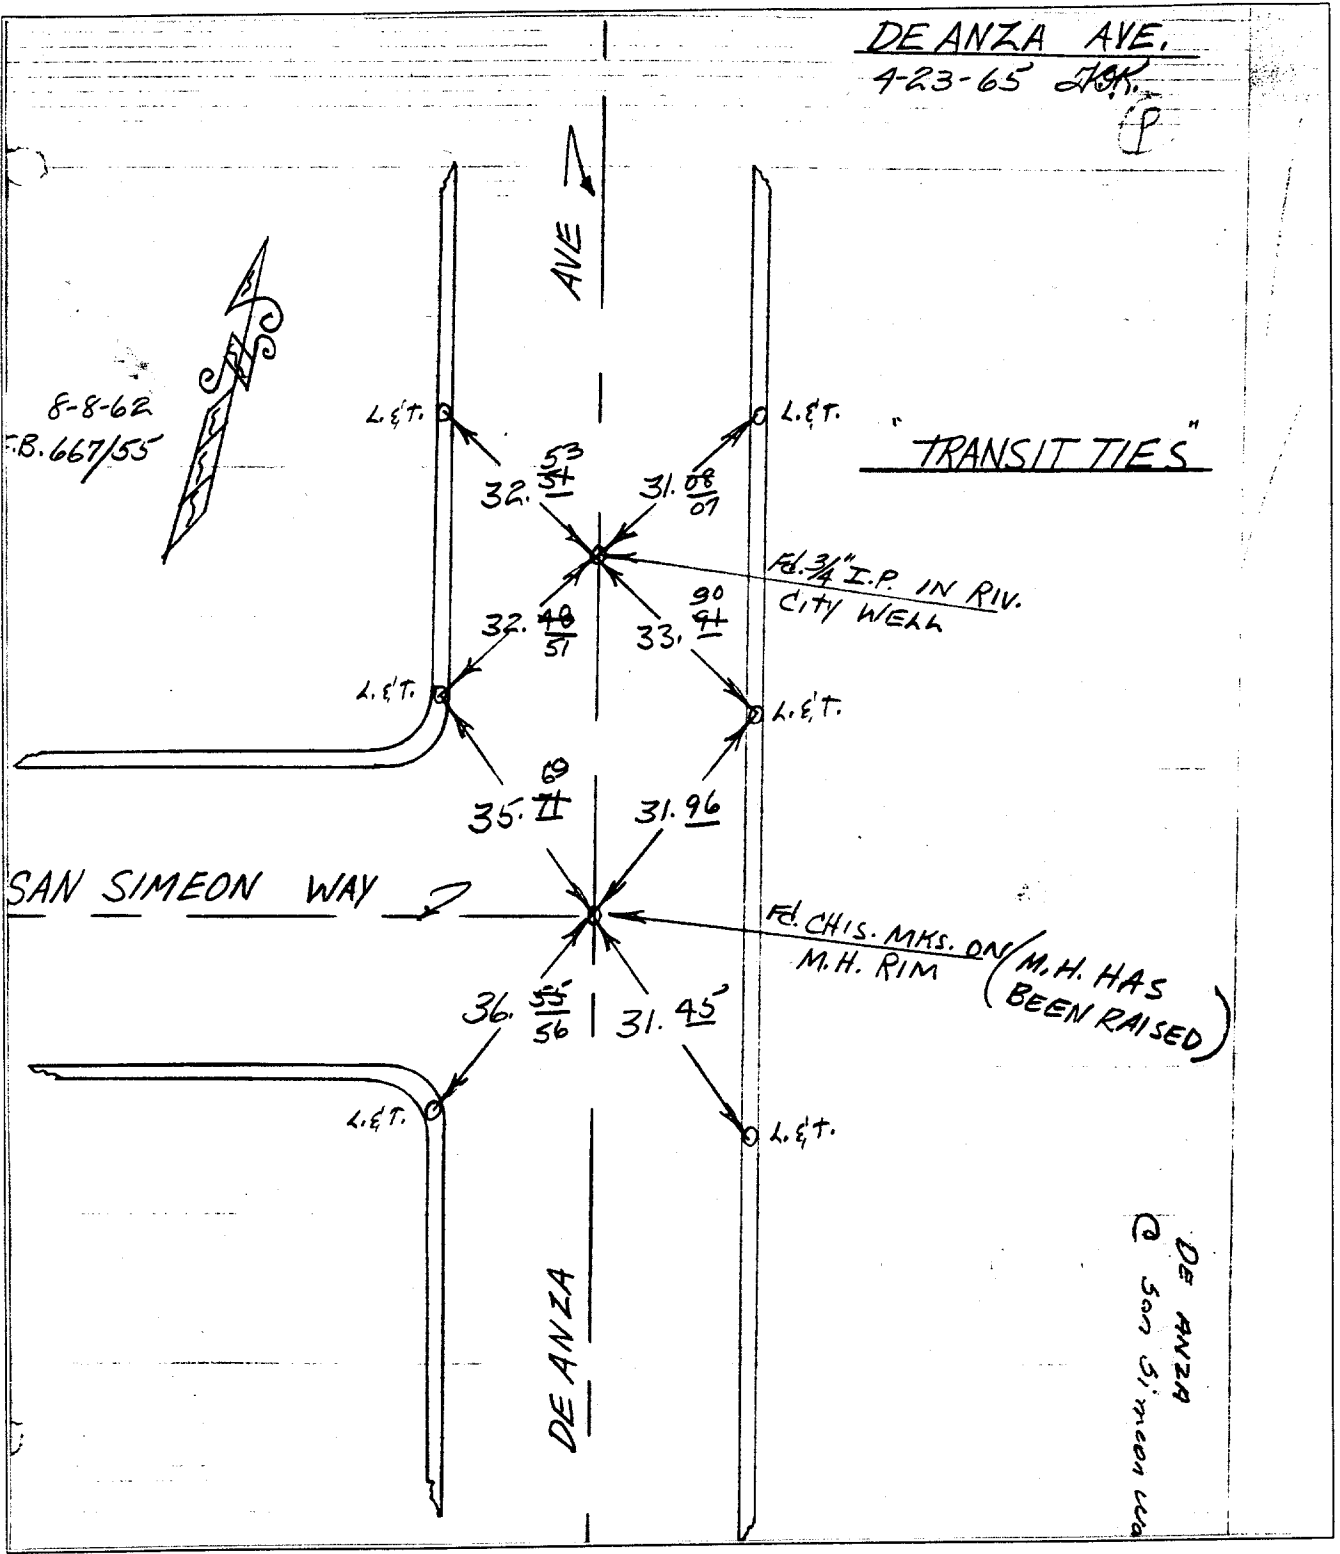 DE ANZA AVE.
4-23-65
P
AVE
8-8-62
F.B. 667/55
L.&T.
L.&T.
"TRANSIT TIES"
32. 53
54
31. 08
07
Fd. 3/4" I.P. IN RIV.
CITY WELL
32. 48
51
33. 90
91
L.&T.
L.&T.
35. 69
71
31. 96
SAN SIMEON WAY
Fd. CHIS. MKS. ON
M.H. RIM
(M.H. HAS
BEEN RAISED)
36. 55
56
31. 45
L.&T.
L.&T.
DE ANZA
DE ANZA
@ San Simeon Wa